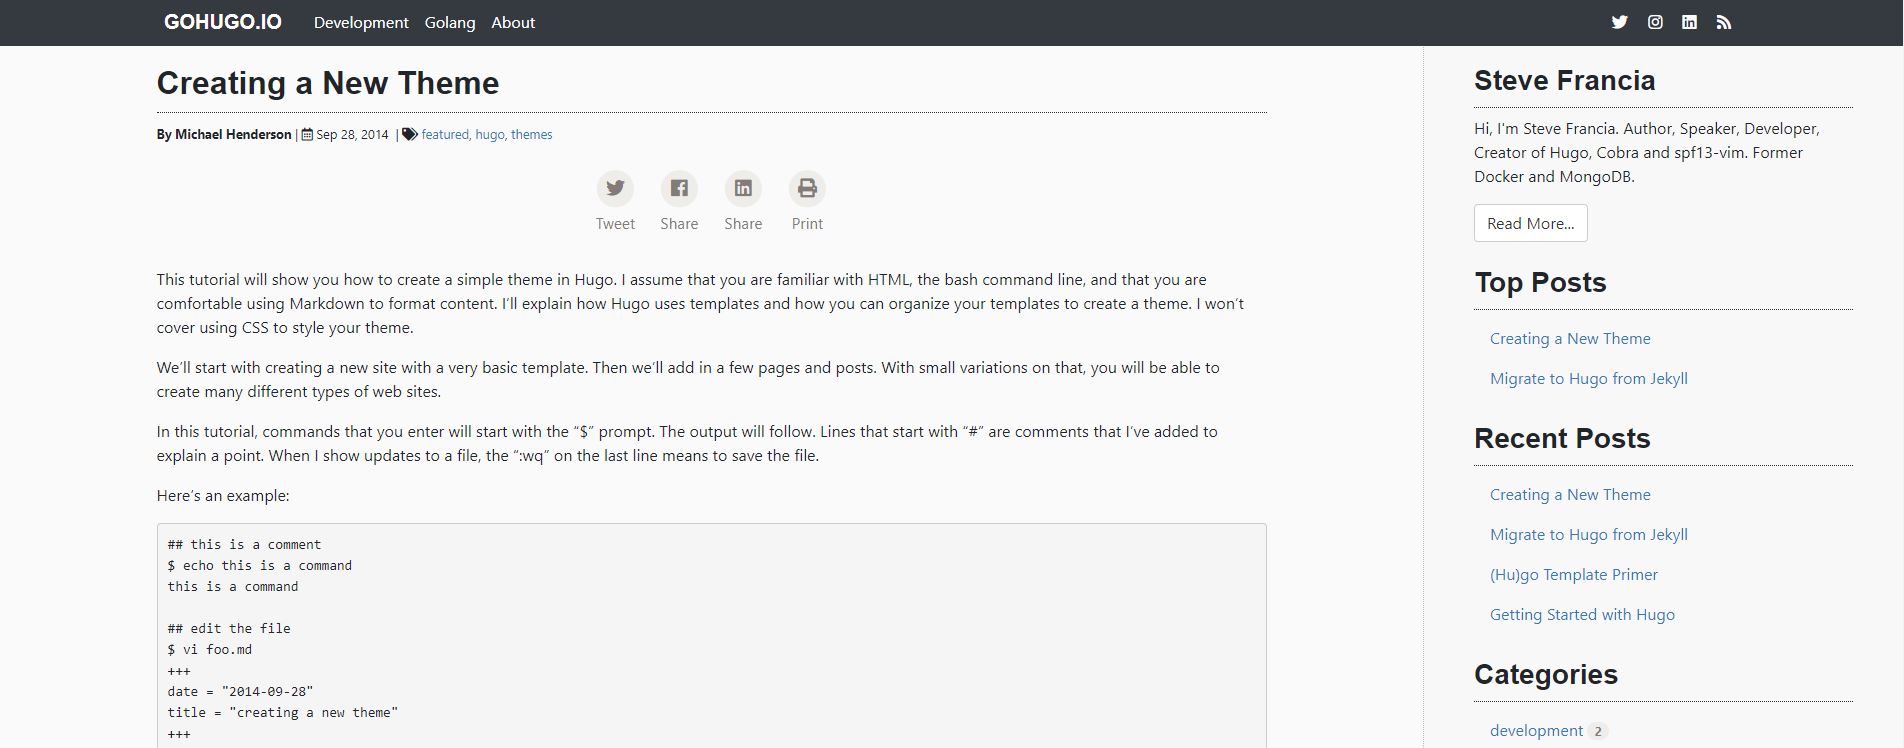 GOHUGO.IO Development Golang About
Creating a New Theme
By Michael Henderson | Sep 28, 2014 | featured, hugo, themes
Tweet Share Share Print
This tutorial will show you how to create a simple theme in Hugo. I assume that you are familiar with HTML, the bash command line, and that you are
comfortable using Markdown to format content. I’ll explain how Hugo uses templates and how you can organize your templates to create a theme. I won’t
cover using CSS to style your theme.
We’ll start with creating a new site with a very basic template. Then we’ll add in a few pages and posts. With small variations on that, you will be able to
create many different types of web sites.
In this tutorial, commands that you enter will start with the “$” prompt. The output will follow. Lines that start with “#” are comments that I’ve added to
explain a point. When I show updates to a file, the “:wq” on the last line means to save the file.
Here’s an example:
## this is a comment
$ echo this is a command
this is a command
## edit the file
$ vi foo.md
+++
date = "2014-09-28"
title = "creating a new theme"
+++
Steve Francia
Hi, I'm Steve Francia. Author, Speaker, Developer,
Creator of Hugo, Cobra and spf13-vim. Former
Docker and MongoDB.
Read More...
Top Posts
Creating a New Theme
Migrate to Hugo from Jekyll
Recent Posts
Creating a New Theme
Migrate to Hugo from Jekyll
(Hu)go Template Primer
Getting Started with Hugo
Categories
development 2